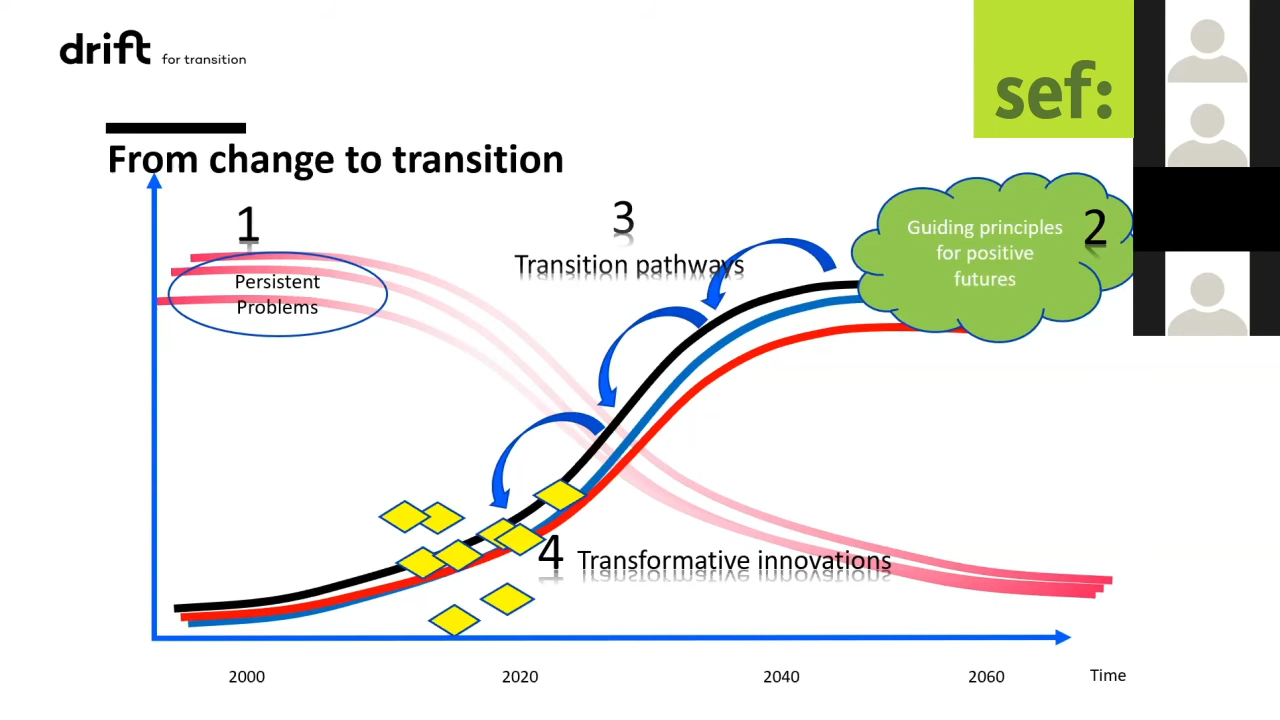 drift for transition
sef:
From change to transition
1
Persistent
Problems
3
Transition pathways
Guiding principles
for positive
futures
2
4 Transformative innovations
2000 2020 2040 2060 Time